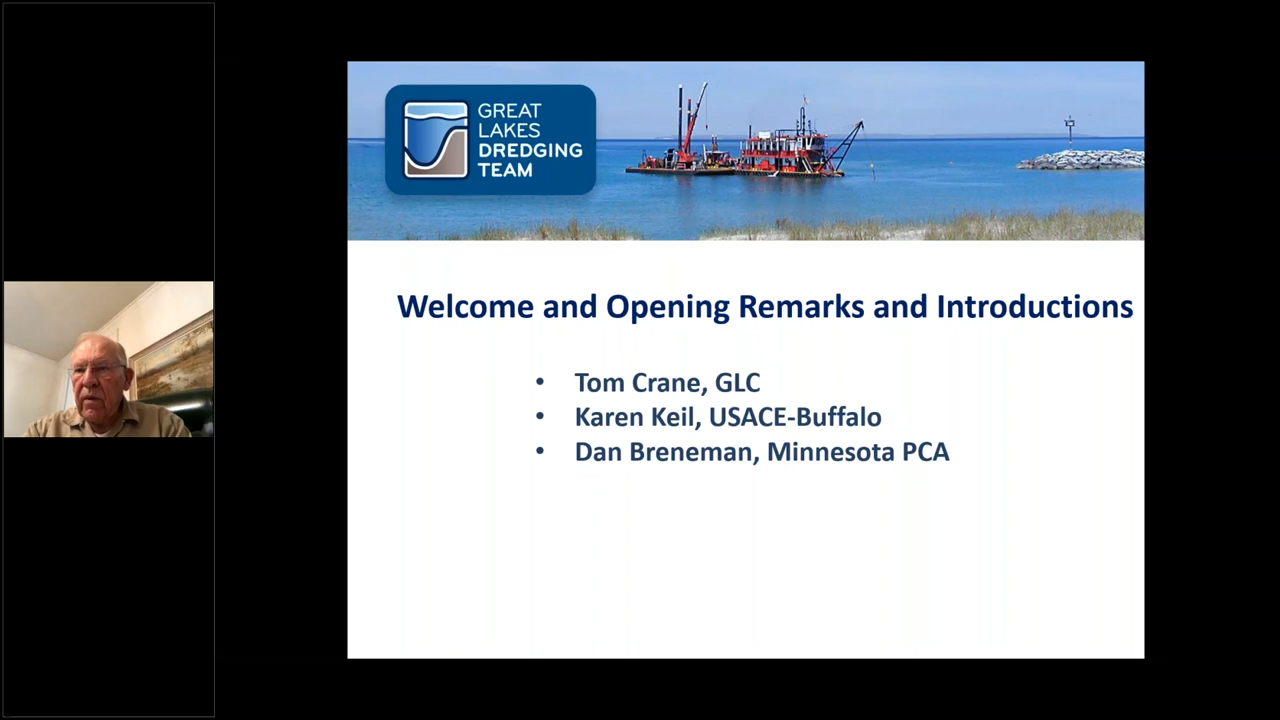 GREAT
LAKES
DREDGING
TEAM
Welcome and Opening Remarks and Introductions
• Tom Crane, GLC
• Karen Keil, USACE-Buffalo
• Dan Breneman, Minnesota PCA